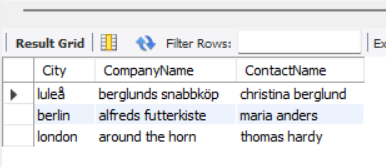 Result Grid Filter Rows: Ex
City CompanyName ContactName
luleå berglunds snabbköp christina berglund
berlin alfreds futterkiste maria anders
london around the horn thomas hardy